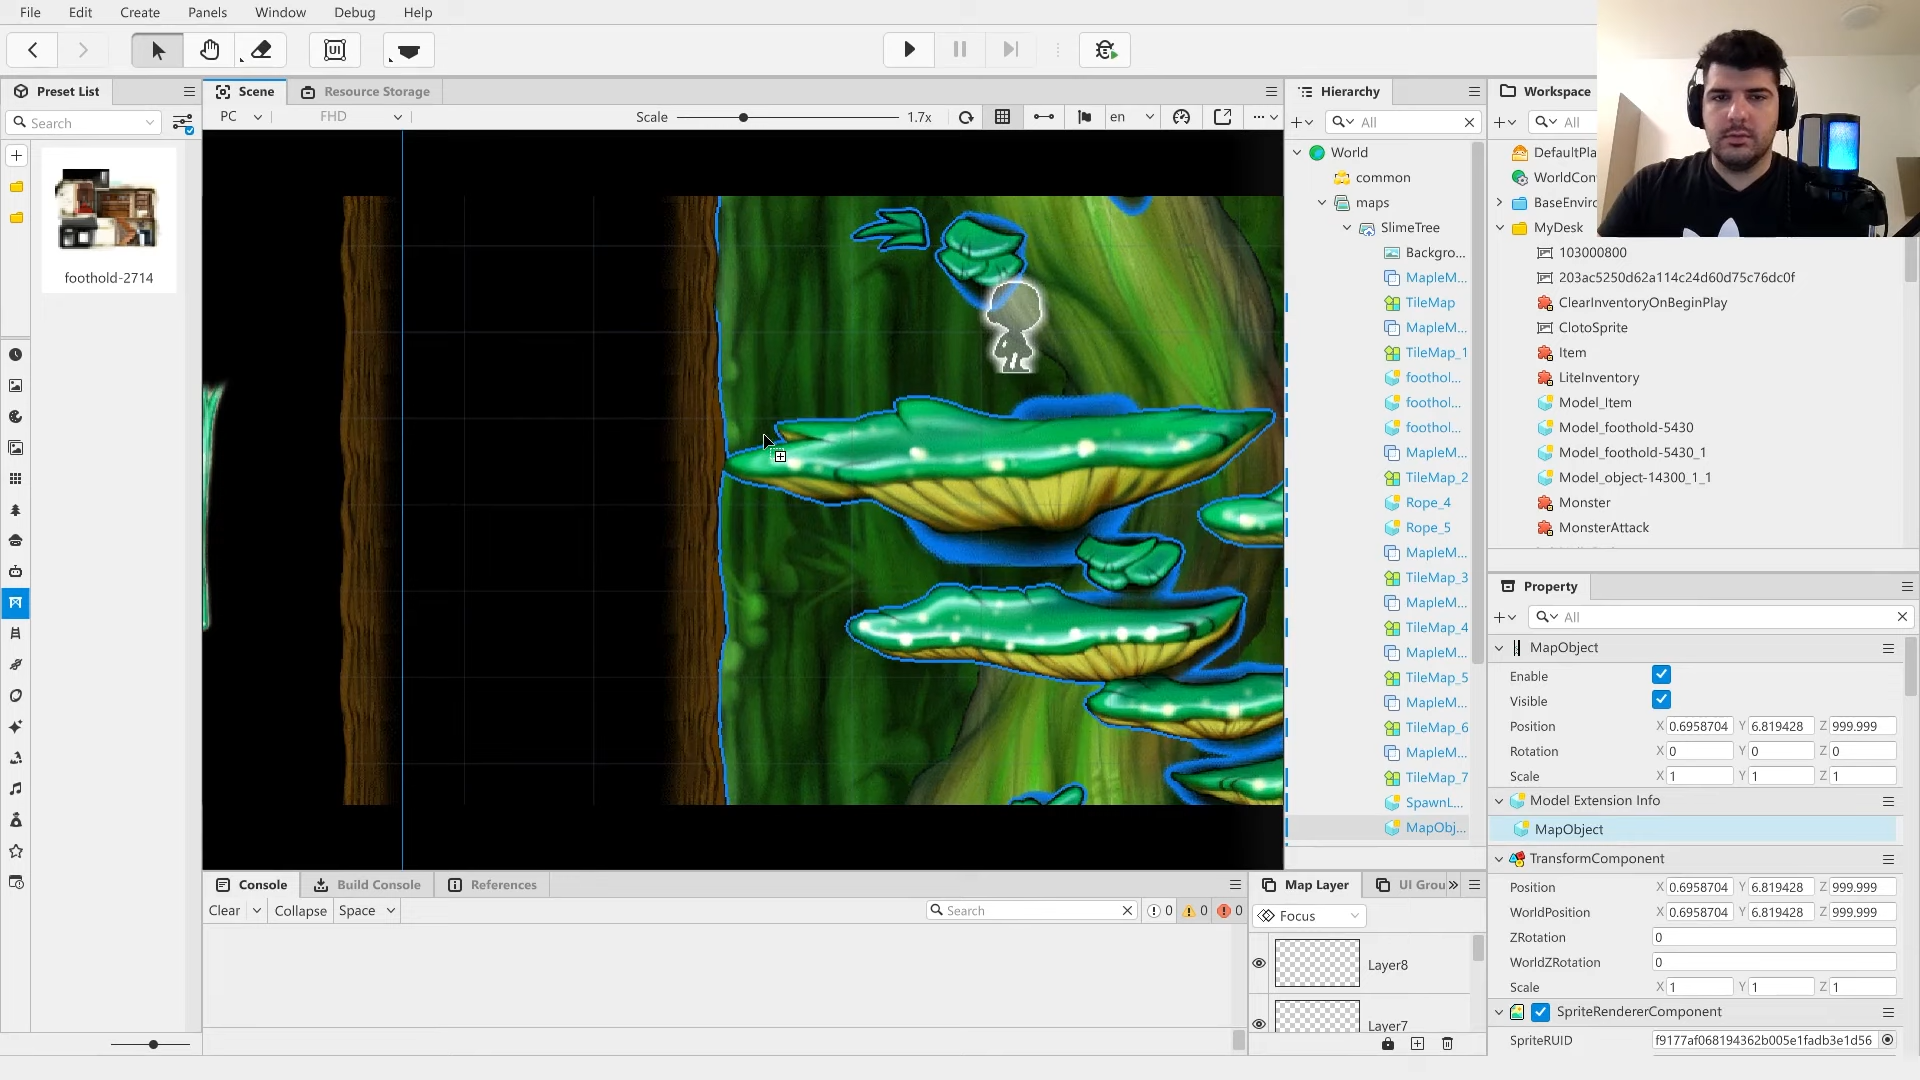 File Edit Create Panels Window Debug Help
UI
Preset List
Search
foothold-2714
Scene
Resource Storage
PC
FHD
Scale
1.7x
en
Hierarchy
All
World
common
maps
SlimeTree
Backgro...
MapleM...
TileMap
MapleM...
TileMap_1
foothol...
foothol...
foothol...
MapleM...
TileMap_2
Rope_4
Rope_5
MapleM...
TileMap_3
MapleM...
TileMap_4
MapleM...
TileMap_5
MapleM...
TileMap_6
MapleM...
TileMap_7
SpawnL...
MapObj...
Workspace
All
DefaultPla
WorldCon
BaseEnviro
MyDesk
103000800
203ac5250d62a114c24d60d75c76dc0f
ClearInventoryOnBeginPlay
ClotoSprite
Item
LiteInventory
Model_Item
Model_foothold-5430
Model_foothold-5430_1
Model_object-14300_1_1
Monster
MonsterAttack
Property
All
MapObject
Enable
Visible
Position X 0.6958704 Y 6.819428 Z 999.999
Rotation X 0 Y 0 Z 0
Scale X 1 Y 1 Z 1
Model Extension Info
MapObject
TransformComponent
Position X 0.6958704 Y 6.819428 Z 999.999
WorldPosition X 0.6958704 Y 6.819428 Z 999.999
ZRotation 0
WorldZRotation 0
Scale X 1 Y 1 Z 1
SpriteRendererComponent
SpriteRUID f9177af068194362b005e1fadb3e1d56
Console
Build Console
References
Clear
Collapse
Space
Search
0 0 0
Map Layer
UI Grou
Focus
Layer8
Layer7